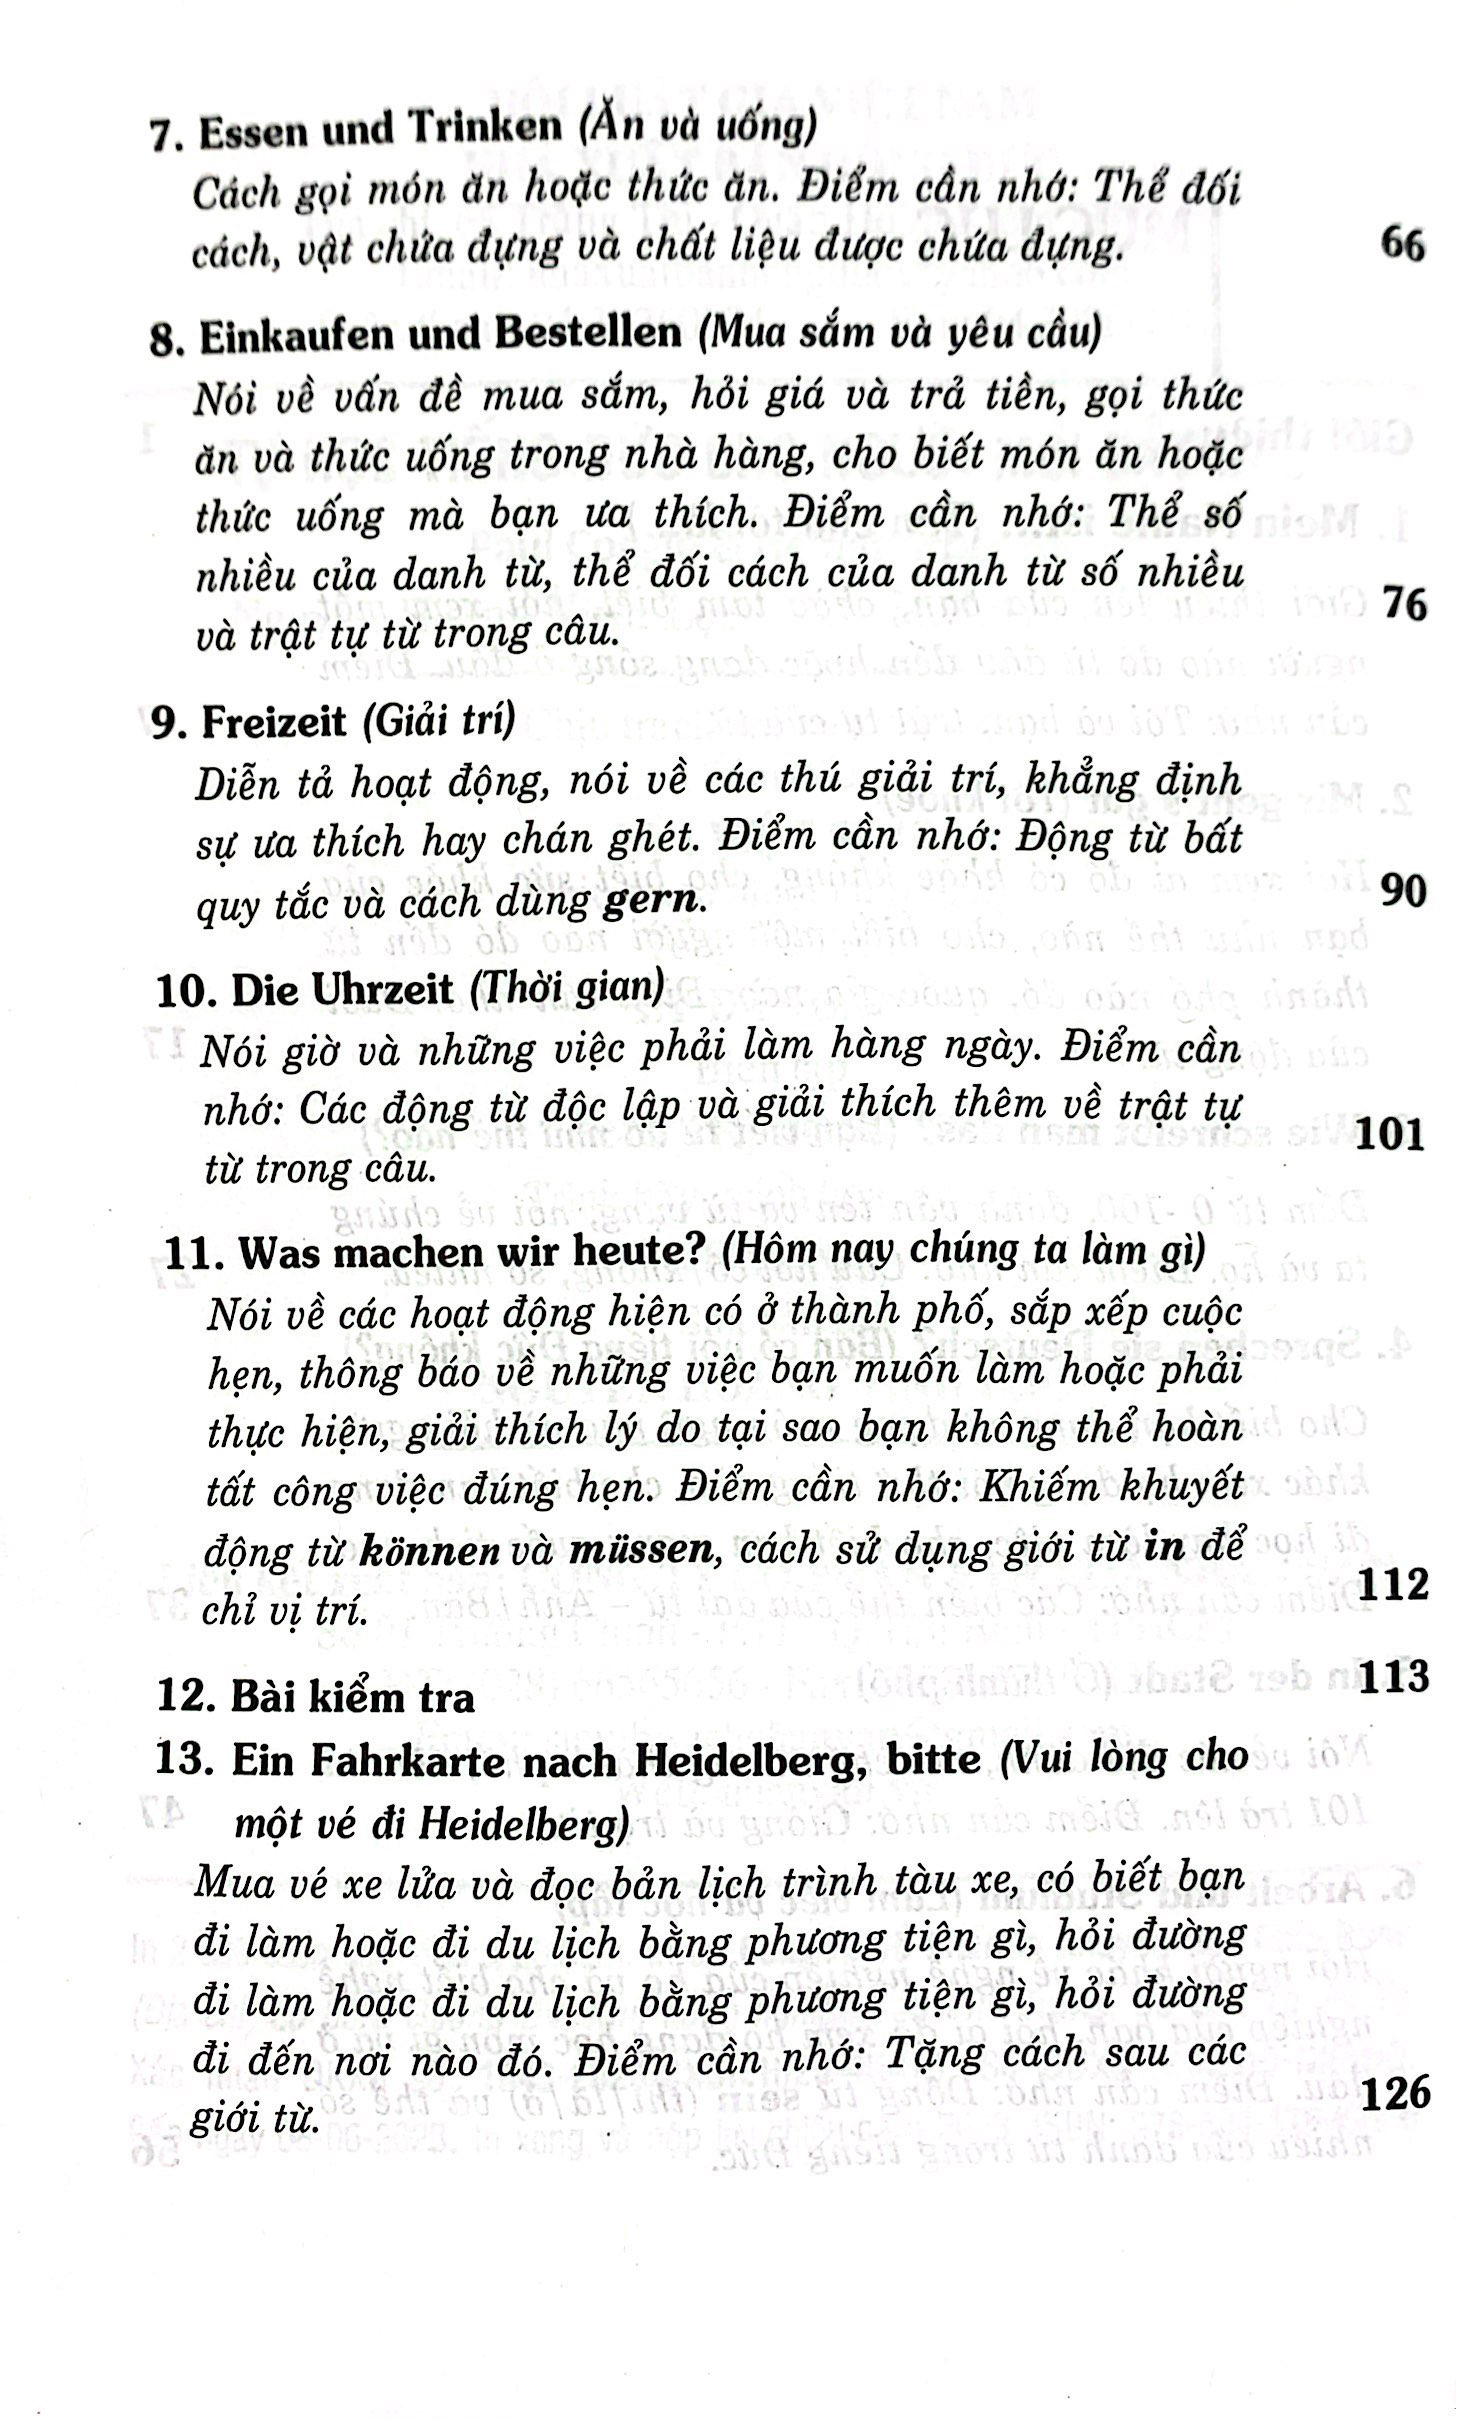 7. Essen und Trinken (Ăn và uống)
Cách gọi món ăn hoặc thức ăn. Điểm cần nhớ: Thể đối
cách, vật chứa đựng và chất liệu được chứa đựng. 66
8. Einkaufen und Bestellen (Mua sắm và yêu cầu)
Nói về vấn đề mua sắm, hỏi giá và trả tiền, gọi thức
ăn và thức uống trong nhà hàng, cho biết món ăn hoặc
thức uống mà bạn ưa thích. Điểm cần nhớ: Thể số
nhiều của danh từ, thể đối cách của danh từ số nhiều 76
và trật tự từ trong câu.
9. Freizeit (Giải trí)
Diễn tả hoạt động, nói về các thú giải trí, khẳng định
sự ưa thích hay chán ghét. Điểm cần nhớ: Động từ bất
quy tắc và cách dùng gern. 90
10. Die Uhrzeit (Thời gian)
Nói giờ và những việc phải làm hàng ngày. Điểm cần
nhớ: Các động từ độc lập và giải thích thêm về trật tự
từ trong câu. 101
11. Was machen wir heute? (Hôm nay chúng ta làm gì)
Nói về các hoạt động hiện có ở thành phố, sắp xếp cuộc
hẹn, thông báo về những việc bạn muốn làm hoặc phải
thực hiện, giải thích lý do tại sao bạn không thể hoàn
tất công việc đúng hẹn. Điểm cần nhớ: Khiếm khuyết
động từ können và müssen, cách sử dụng giới từ in để
chỉ vị trí. 112
12. Bài kiểm tra 113
13. Ein Fahrkarte nach Heidelberg, bitte (Vui lòng cho
một vé đi Heidelberg)
Mua vé xe lửa và đọc bản lịch trình tàu xe, có biết bạn
đi làm hoặc đi du lịch bằng phương tiện gì, hỏi đường
đi làm hoặc đi du lịch bằng phương tiện gì, hỏi đường
đi đến nơi nào đó. Điểm cần nhớ: Tặng cách sau các
giới từ. 126